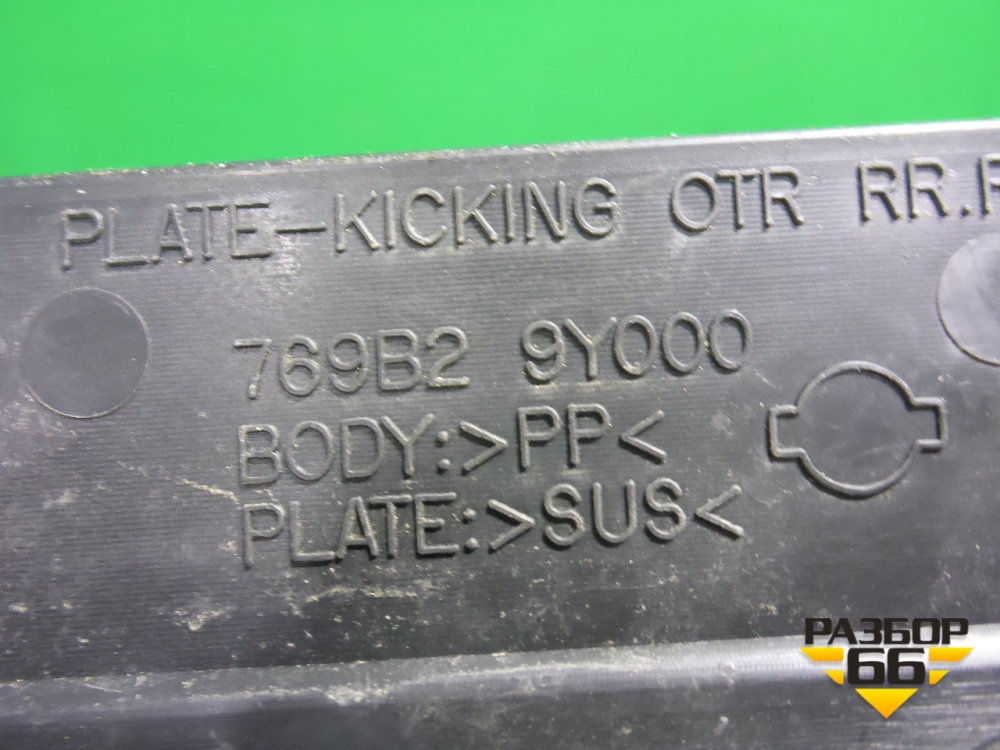 PLATE-KICKING OTR RR.R
769B2 9Y000
BODY:>PP<
PLATE:>SUS<
РАЗБОР
66